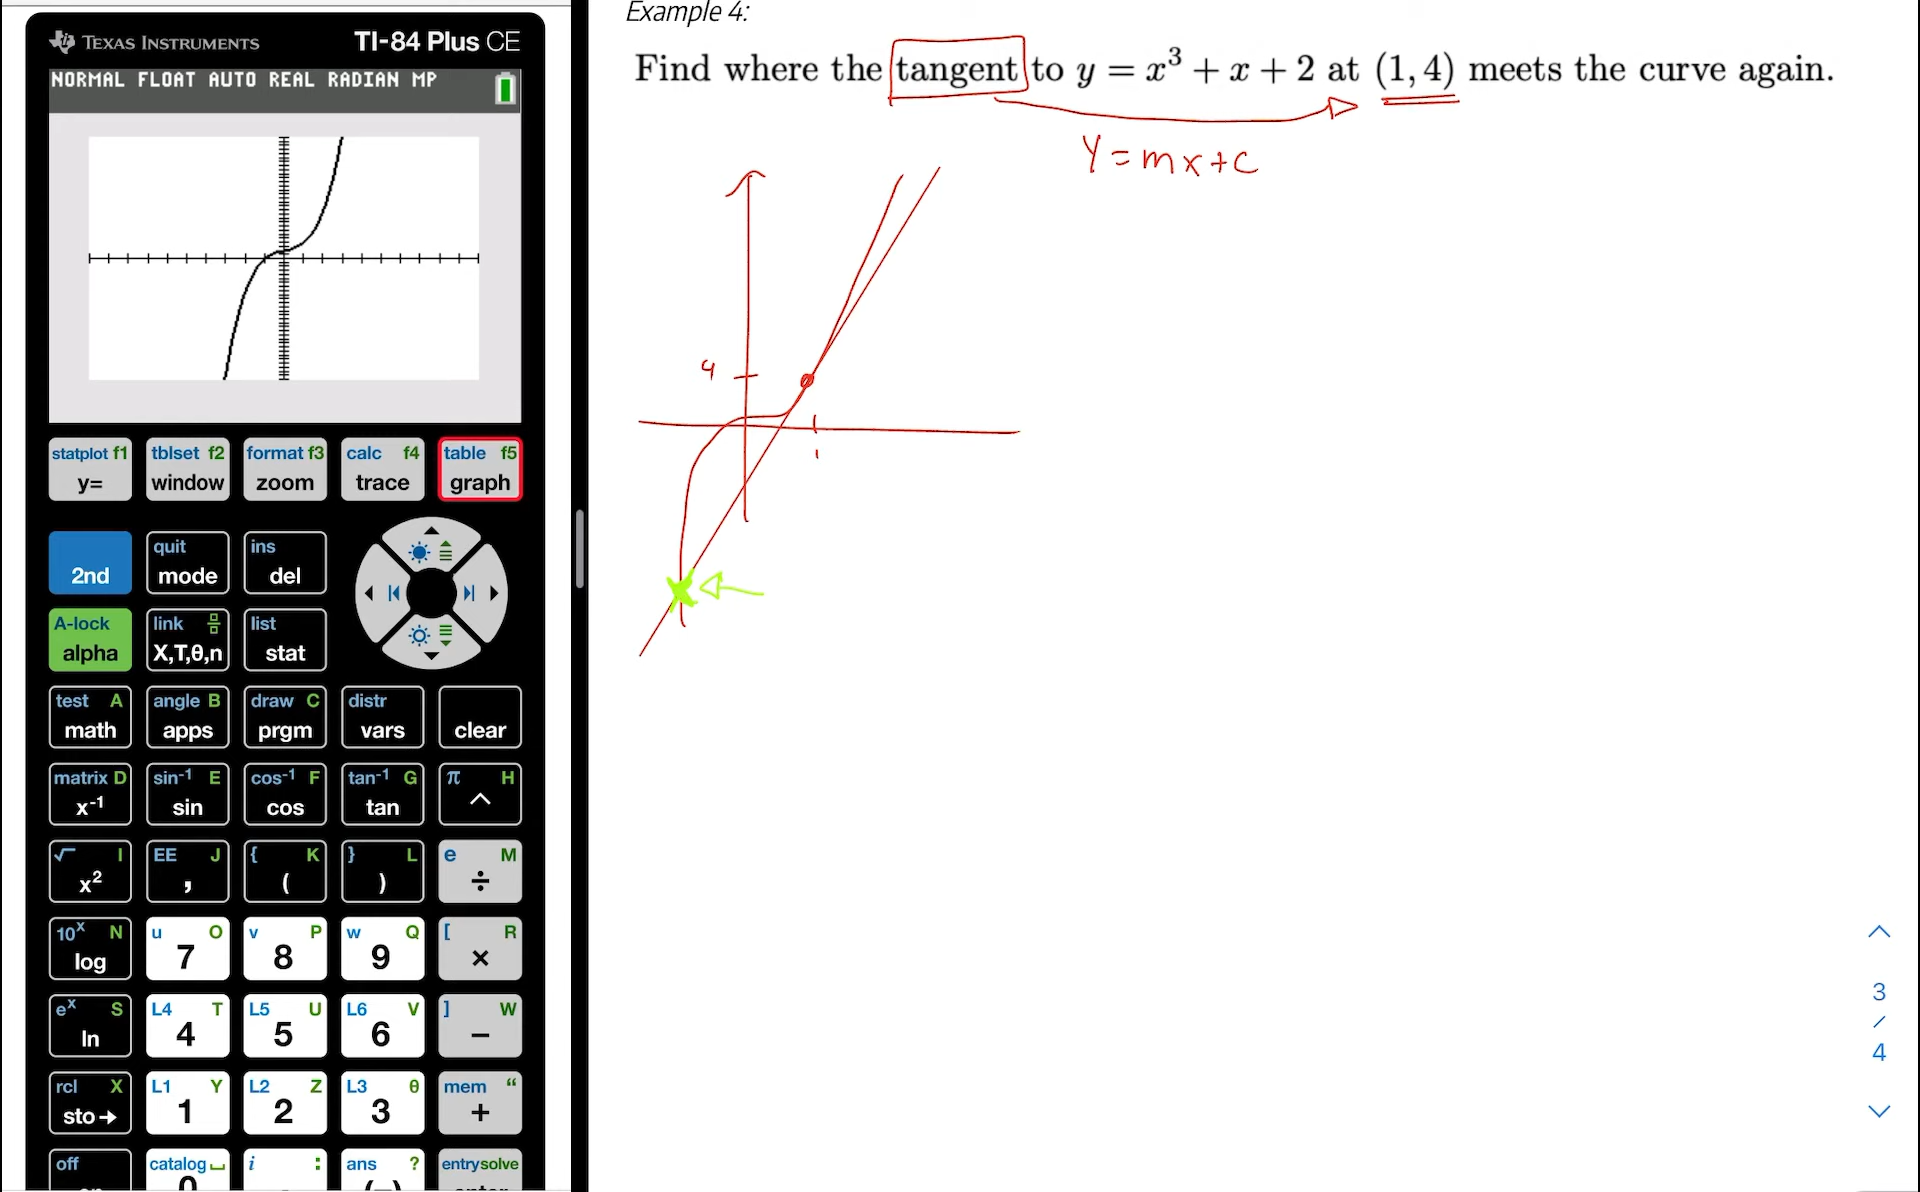 Example 4:
Find where the tangent to y = x³ + x + 2 at (1, 4) meets the curve again.
Y = mx + c
4
1
TEXAS INSTRUMENTS TI-84 Plus CE
NORMAL FLOAT AUTO REAL RADIAN MP
statplot f1 tblset f2 format f3 calc f4 table f5
y= window zoom trace graph
quit ins
2nd mode del
A-lock link list
alpha X,T,θ,n stat
test A angle B draw C distr
math apps prgm vars clear
matrix D sin⁻¹ E cos⁻¹ F tan⁻¹ G π H
x⁻¹ sin cos tan ^
√ I EE J { K } L e M
x² , ( ) ÷
10ˣ N u O v P w Q [ R
log 7 8 9 ×
eˣ S L4 T L5 U L6 V ] W
ln 4 5 6 −
rcl X L1 Y L2 Z L3 θ mem “
sto→ 1 2 3 +
off catalog i : ans ? entry solve
0 (−)
3
/
4